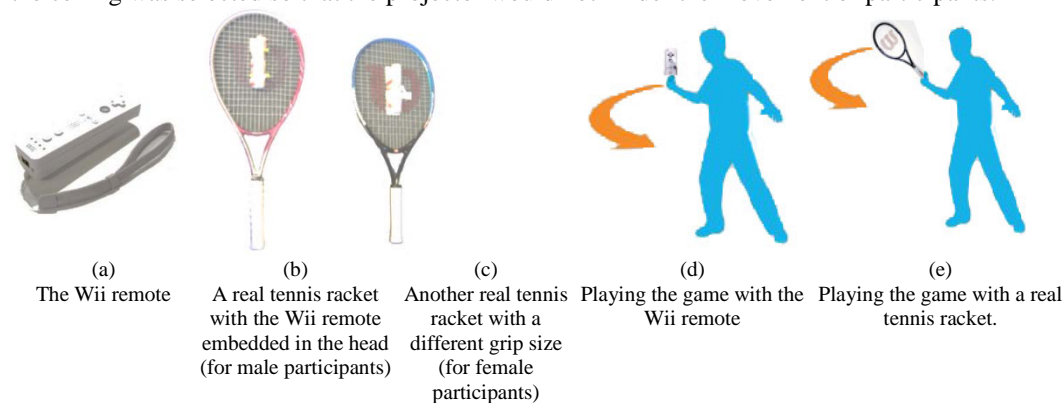 (a)
The Wii remote
(b)
A real tennis racket
with the Wii remote
embedded in the head
(for male participants)
(c)
Another real tennis
racket with a
different grip size
(for female
participants)
(d)
Playing the game with the
Wii remote
(e)
Playing the game with a real
tennis racket.